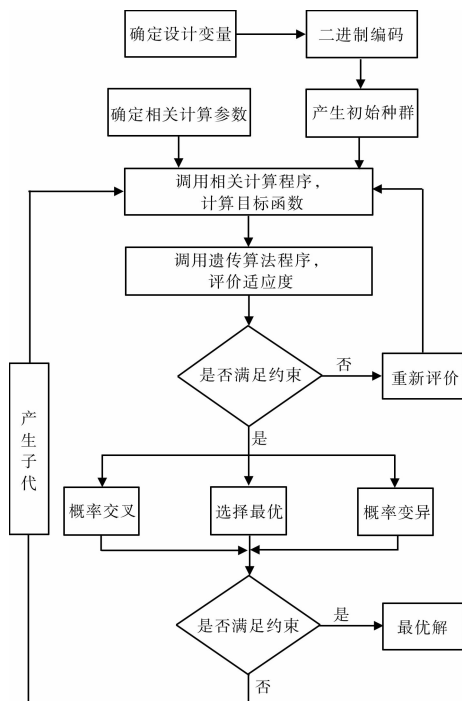 确定设计变量
二进制编码
确定相关计算参数
产生初始种群
调用相关计算程序，
计算目标函数
调用遗传算法程序，
评价适应度
是否满足约束
否
重新评价
是
产
生
子
代
概率交叉
选择最优
概率变异
是否满足约束
是
最优解
否